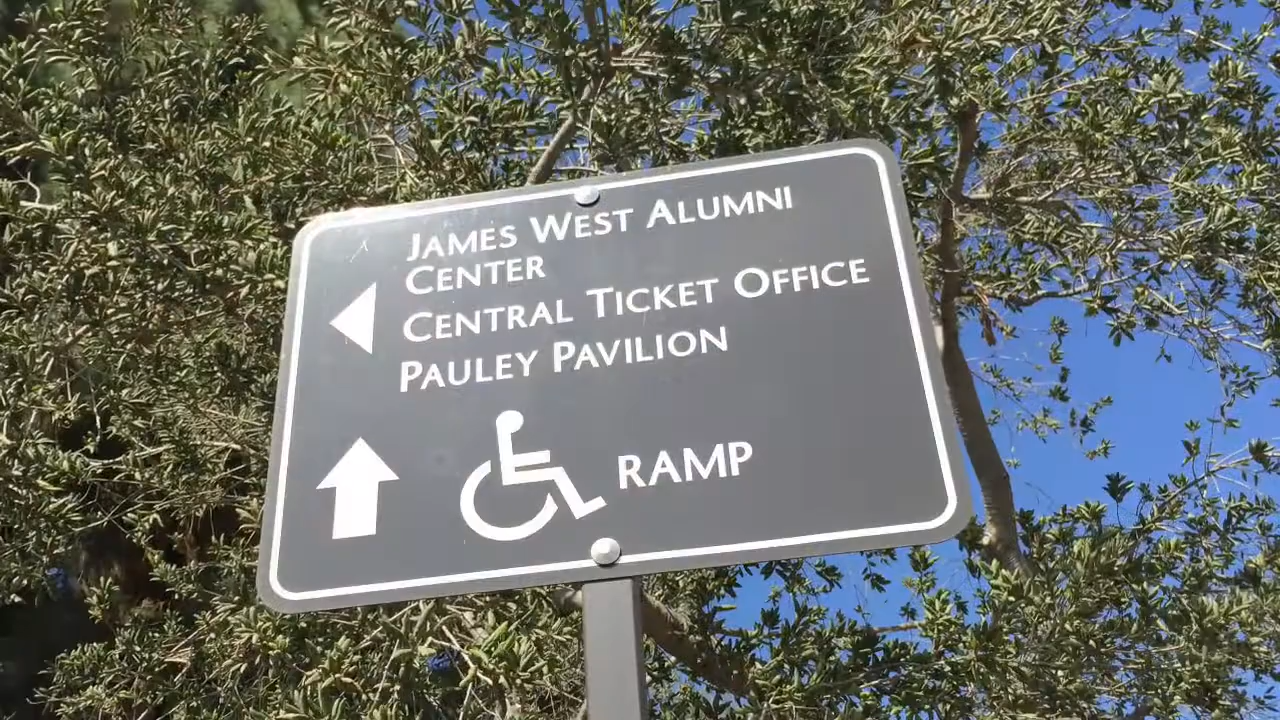 JAMES WEST ALUMNI
CENTER
CENTRAL TICKET OFFICE
PAULEY PAVILION
RAMP